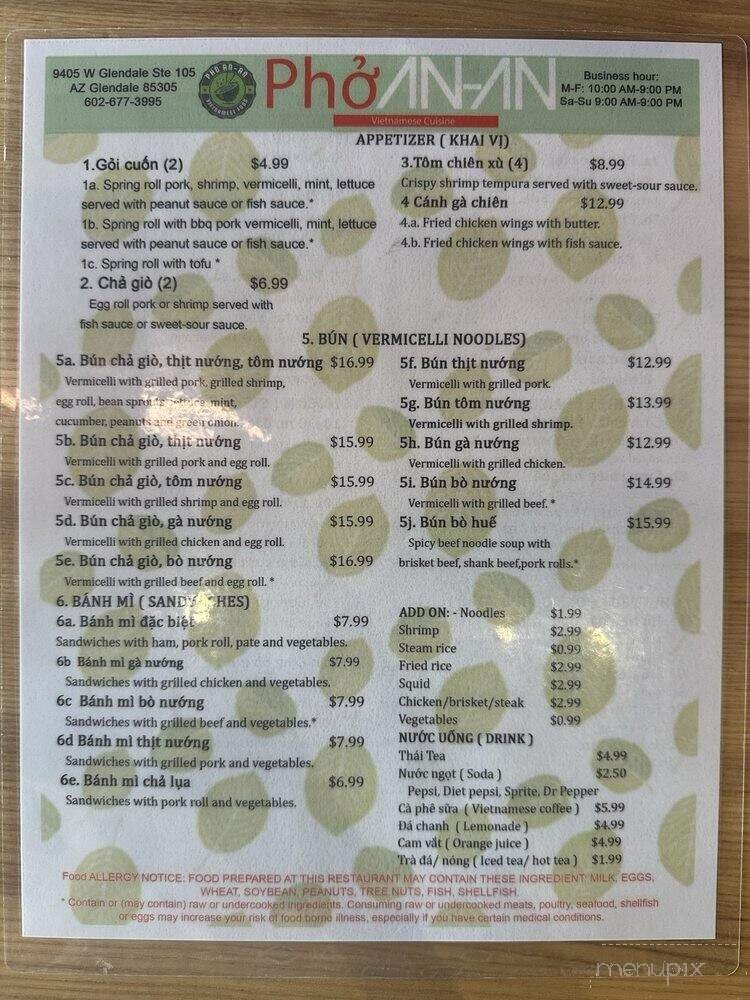 9405 W Glendale Ste 105
AZ Glendale 85305
602-677-3995
PHO AN-AN
VIETNAMESE FOOD
Phở AN-AN
Vietnamese Cuisine
Business hour:
M-F: 10:00 AM-9:00 PM
Sa-Su 9:00 AM-9:00 PM
APPETIZER ( KHAI VỊ)
1.Gỏi cuốn (2) $4.99
1a. Spring roll pork, shrimp, vermicelli, mint, lettuce
served with peanut sauce or fish sauce.*
1b. Spring roll with bbq pork vermicelli, mint, lettuce
served with peanut sauce or fish sauce.*
1c. Spring roll with tofu *
2. Chả giò (2) $6.99
Egg roll pork or shrimp served with
fish sauce or sweet-sour sauce.
3.Tôm chiên xù (4) $8.99
Crispy shrimp tempura served with sweet-sour sauce.
4 Cánh gà chiên $12.99
4.a. Fried chicken wings with butter.
4.b. Fried chicken wings with fish sauce.
5. BÚN ( VERMICELLI NOODLES)
5a. Bún chả giò, thịt nướng, tôm nướng $16.99
Vermicelli with grilled pork, grilled shrimp,
egg roll, bean sprouts, lettuce, mint,
cucumber, peanuts and green onion.
5b. Bún chả giò, thịt nướng $15.99
Vermicelli with grilled pork and egg roll.
5c. Bún chả giò, tôm nướng $15.99
Vermicelli with grilled shrimp and egg roll.
5d. Bún chả giò, gà nướng $15.99
Vermicelli with grilled chicken and egg roll.
5e. Bún chả giò, bò nướng $16.99
Vermicelli with grilled beef and egg roll. *
5f. Bún thịt nướng $12.99
Vermicelli with grilled pork.
5g. Bún tôm nướng $13.99
Vermicelli with grilled shrimp.
5h. Bún gà nướng $12.99
Vermicelli with grilled chicken.
5i. Bún bò nướng $14.99
Vermicelli with grilled beef. *
5j. Bún bò huế $15.99
Spicy beef noodle soup with
brisket beef, shank beef,pork rolls.*
6. BÁNH MÌ ( SANDWICHES)
6a. Bánh mì đặc biệt $7.99
Sandwiches with ham, pork roll, pate and vegetables.
6b Bánh mì gà nướng $7.99
Sandwiches with grilled chicken and vegetables.
6c Bánh mì bò nướng $7.99
Sandwiches with grilled beef and vegetables.*
6d Bánh mì thịt nướng $7.99
Sandwiches with grilled pork and vegetables.
6e. Bánh mì chả lụa $6.99
Sandwiches with pork roll and vegetables.
ADD ON: - Noodles $1.99
Shrimp $2.99
Steam rice $0.99
Fried rice $2.99
Squid $2.99
Chicken/brisket/steak $2.99
Vegetables $0.99
NƯỚC UỐNG ( DRINK )
Thái Tea $4.99
Nước ngọt ( Soda ) $2.50
Pepsi, Diet pepsi, Sprite, Dr Pepper
Cà phê sữa ( Vietnamese coffee ) $5.99
Đá chanh ( Lemonade ) $4.99
Cam vắt ( Orange juice ) $4.99
Trà đá/ nóng ( Iced tea/ hot tea ) $1.99
Food ALLERGY NOTICE: FOOD PREPARED AT THIS RESTAURANT MAY CONTAIN THESE INGREDIENT: MILK, EGGS,
WHEAT, SOYBEAN, PEANUTS, TREE NUTS, FISH, SHELLFISH.
* Contain or (may contain) raw or undercooked ingredients. Consuming raw or undercooked meats, poultry, seafood, shellfish
or eggs may increase your risk of food borne illness, especially if you have certain medical conditions.
menupix